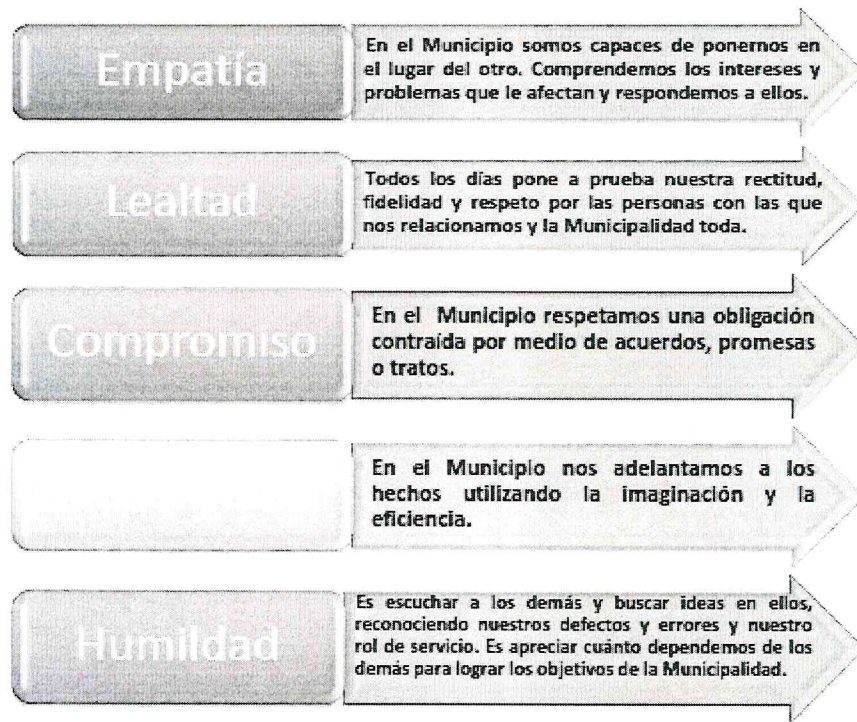 Empatía
En el Municipio somos capaces de ponernos en
el lugar del otro. Comprendemos los intereses y
problemas que le afectan y respondemos a ellos.
Lealtad
Todos los días pone a prueba nuestra rectitud,
fidelidad y respeto por las personas con las que
nos relacionamos y la Municipalidad toda.
Compromiso
En el Municipio respetamos una obligación
contraída por medio de acuerdos, promesas
o tratos.
En el Municipio nos adelantamos a los
hechos utilizando la imaginación y la
eficiencia.
Humildad
Es escuchar a los demás y buscar ideas en ellos,
reconociendo nuestros defectos y errores y nuestro
rol de servicio. Es apreciar cuánto dependemos de los
demás para lograr los objetivos de la Municipalidad.